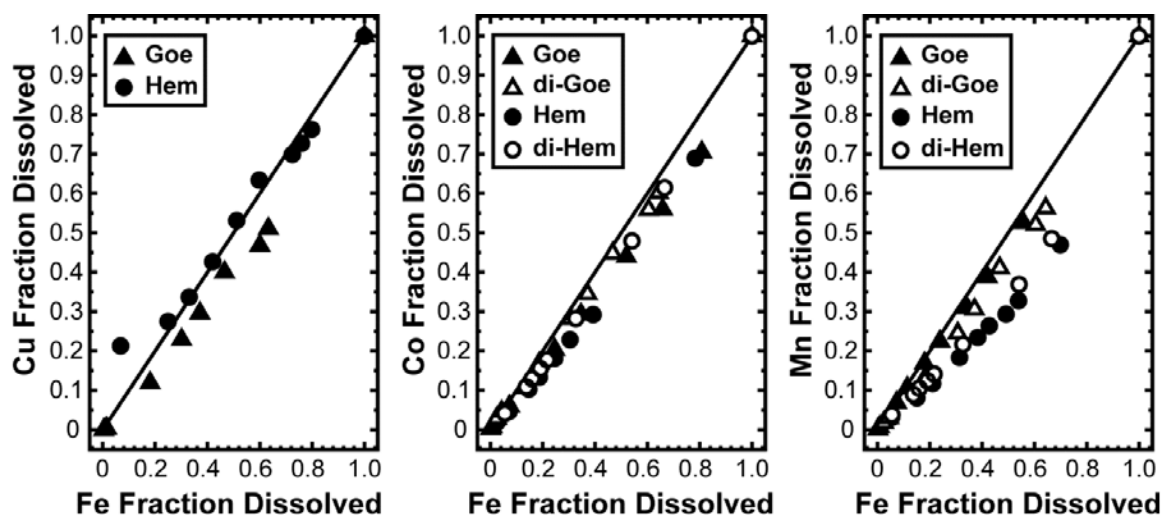 Cu Fraction Dissolved
1.0
0.9
0.8
0.7
0.6
0.5
0.4
0.3
0.2
0.1
0
Goe
Hem
0 0.2 0.4 0.6 0.8 1.0
Fe Fraction Dissolved
Co Fraction Dissolved
1.0
0.9
0.8
0.7
0.6
0.5
0.4
0.3
0.2
0.1
0
Goe
di-Goe
Hem
di-Hem
0 0.2 0.4 0.6 0.8 1.0
Fe Fraction Dissolved
Mn Fraction Dissolved
1.0
0.9
0.8
0.7
0.6
0.5
0.4
0.3
0.2
0.1
0
Goe
di-Goe
Hem
di-Hem
0 0.2 0.4 0.6 0.8 1.0
Fe Fraction Dissolved